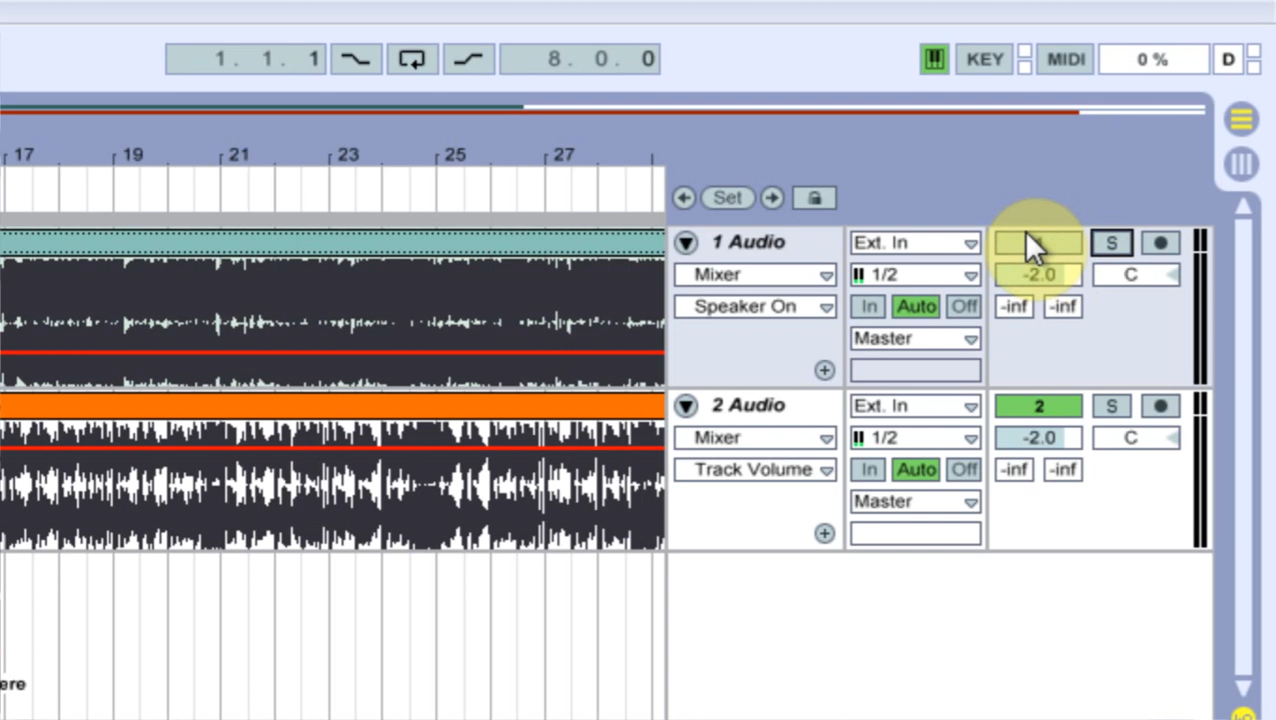 1. 1. 1 8. 0. 0 KEY MIDI 0 % D
17 19 21 23 25 27
Set
1 Audio Ext. In S
Mixer 1/2 -2.0 C
Speaker On In Auto Off -inf -inf
Master
2 Audio Ext. In 2 S
Mixer 1/2 -2.0 C
Track Volume In Auto Off -inf -inf
Master
ere